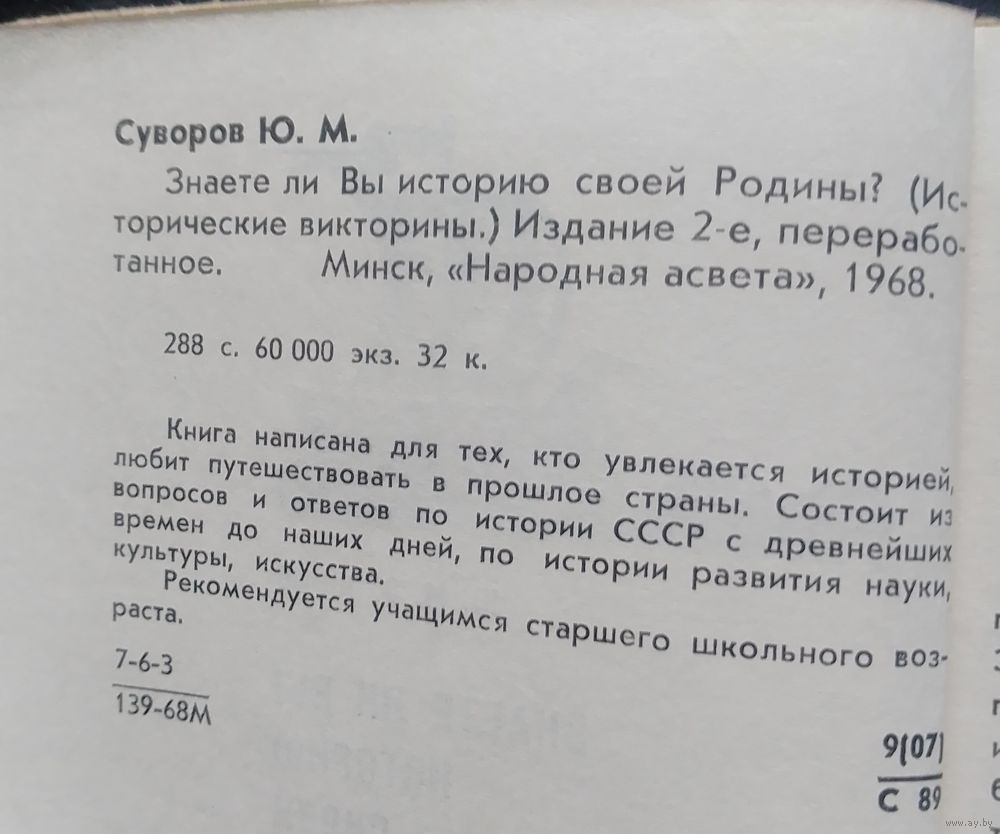 Суворов Ю. М.
Знаете ли Вы историю своей Родины? (Ис-
торические викторины.) Издание 2-е, перерабо-
танное. Минск, «Народная асвета», 1968.
288 с. 60 000 экз. 32 к.
Книга написана для тех, кто увлекается историей,
любит путешествовать в прошлое страны. Состоит из
вопросов и ответов по истории СССР с древнейших
времен до наших дней, по истории развития науки,
культуры, искусства.
Рекомендуется учащимся старшего школьного воз-
раста.
7-6-3
139-68М
9(07)
С 89
www.ay.by